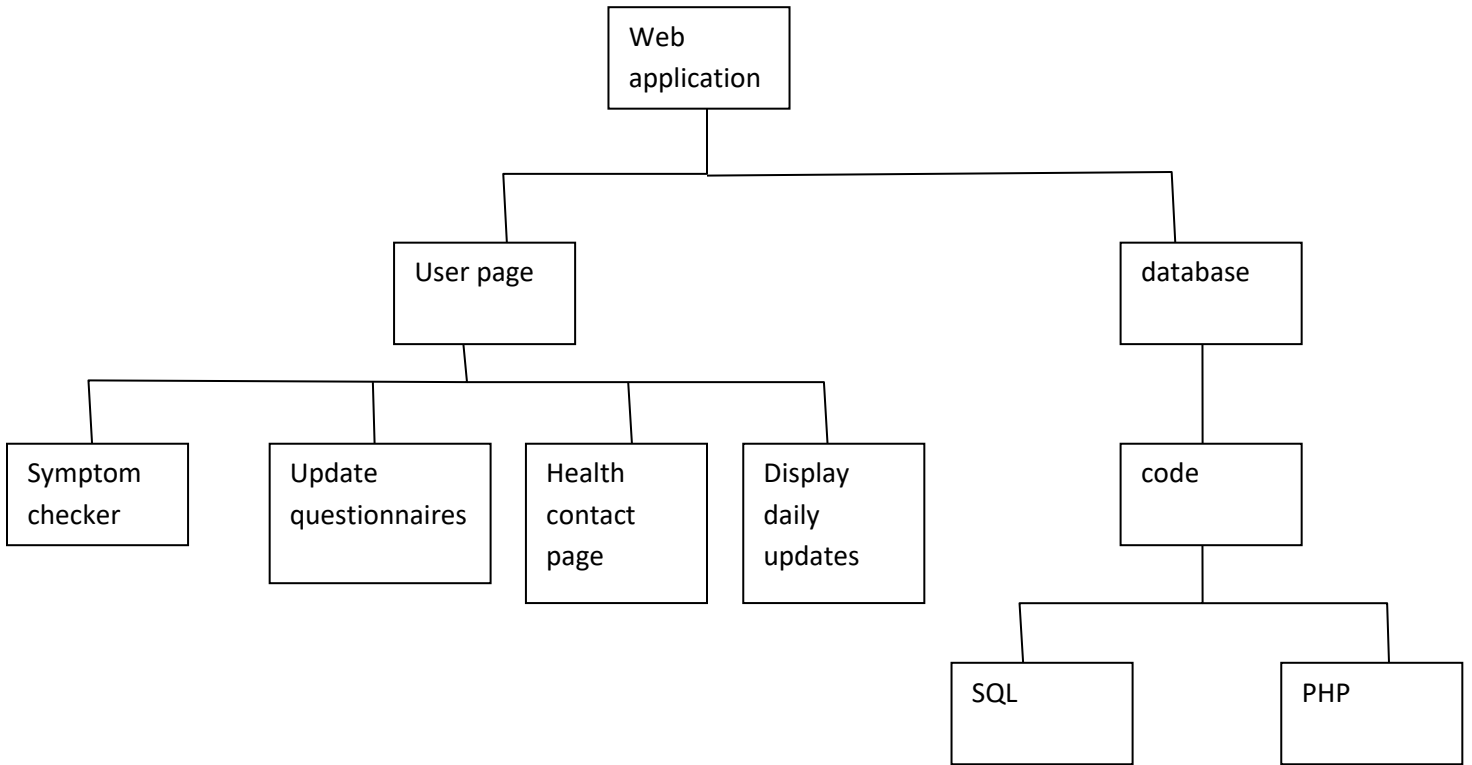 Web
application
User page
database
Symptom
checker
Update
questionnaires
Health
contact
page
Display
daily
updates
code
SQL
PHP